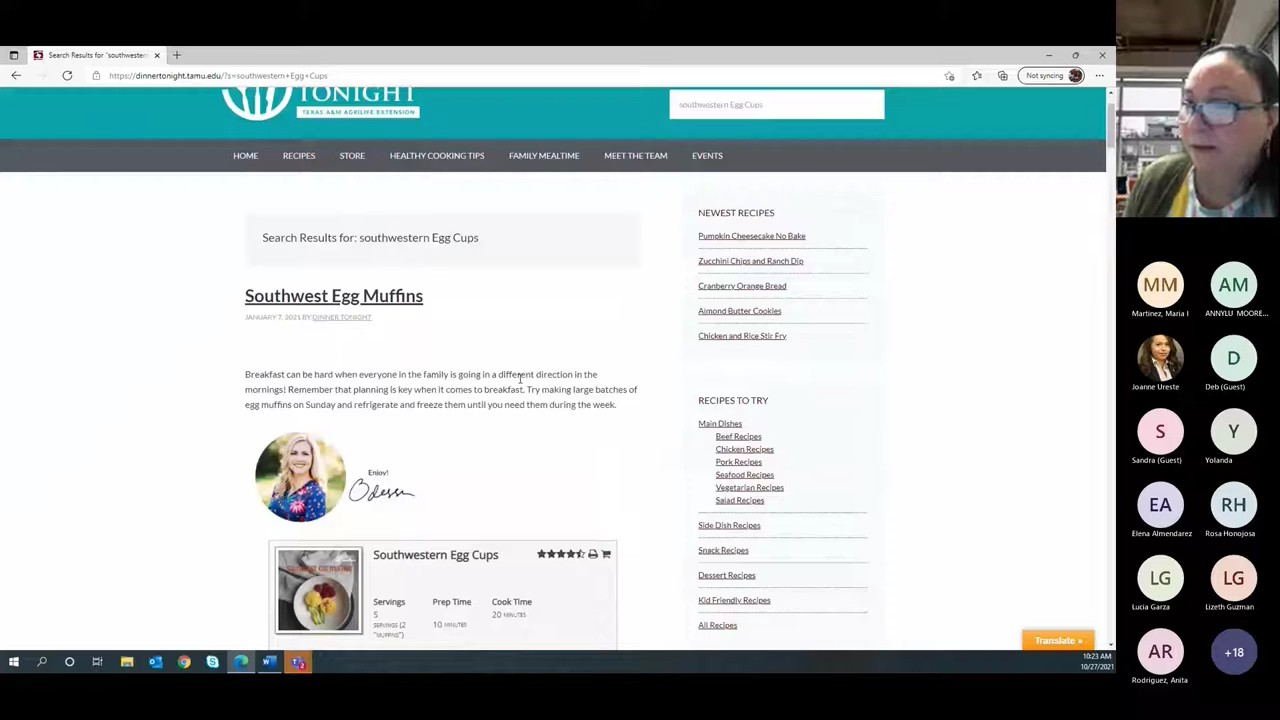 Search Results for "southwestern
https://dinnertonight.tamu.edu/?s=southwestern+Egg+Cups
Not syncing
TONIGHT
TEXAS A&M AGRILIFE EXTENSION
southwestern Egg Cups
HOME RECIPES STORE HEALTHY COOKING TIPS FAMILY MEALTIME MEET THE TEAM EVENTS
Search Results for: southwestern Egg Cups
Southwest Egg Muffins
JANUARY 7, 2021 BY DINNER TONIGHT
Breakfast can be hard when everyone in the family is going in a different direction in the
mornings! Remember that planning is key when it comes to breakfast. Try making large batches of
egg muffins on Sunday and refrigerate and freeze them until you need them during the week.
Enjoy!
Odessa
Southwestern Egg Cups
SOUTHWEST EGG MUFFINS
Servings
5
SERVINGS (2
"MUFFINS)
Prep Time
10 MINUTES
Cook Time
20 MINUTES
NEWEST RECIPES
Pumpkin Cheesecake No Bake
Zucchini Chips and Ranch Dip
Cranberry Orange Bread
Almond Butter Cookies
Chicken and Rice Stir Fry
RECIPES TO TRY
Main Dishes
Beef Recipes
Chicken Recipes
Pork Recipes
Seafood Recipes
Vegetarian Recipes
Salad Recipes
Side Dish Recipes
Snack Recipes
Dessert Recipes
Kid Friendly Recipes
All Recipes
Translate »
10:23 AM
10/27/2021
MM
Martinez, Maria I
AM
ANNYLU MOORE...
Joanne Ureste
D
Deb (Guest)
S
Sandra (Guest)
Y
Yolanda
EA
Elena Almendarez
RH
Rosa Honojosa
LG
Lucia Garza
LG
Lizeth Guzman
AR
Rodriguez, Anita
+18